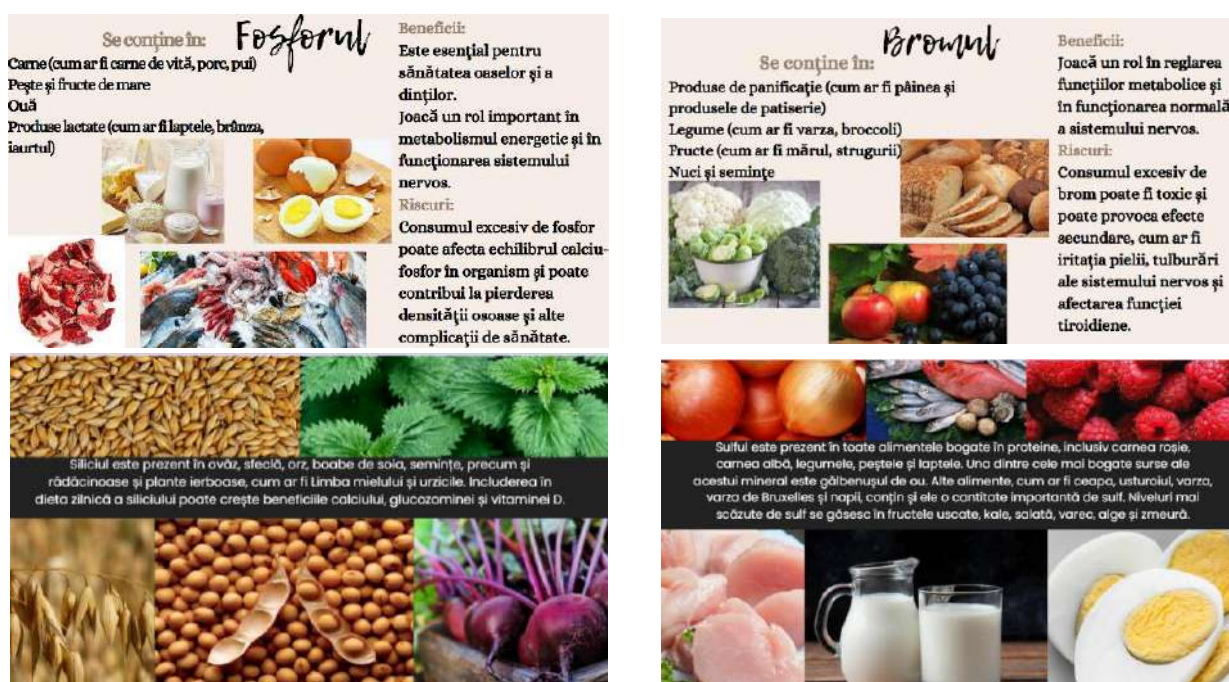 Fosforul
Se conține în:
Carne (cum ar fi carne de vită, porc, pui)
Pește și fructe de mare
Ouă
Produse lactate (cum ar fi laptele, brânza,
iaurtul)
Beneficii:
Este esențial pentru
sănătatea oaselor și a
dinților.
Joacă un rol important în
metabolismul energetic și în
funcționarea sistemului
nervos.
Riscuri:
Consumul excesiv de fosfor
poate afecta echilibrul calciu-
fosfor în organism și poate
contribui la pierderea
densității osoase și alte
complicații de sănătate.
Bromul
Se conține în:
Produse de panificație (cum ar fi pâinea și
produsele de patiserie)
Legume (cum ar fi varza, broccoli)
Fructe (cum ar fi mărul, strugurii)
Nuci și semințe
Beneficii:
Joacă un rol în reglarea
funcțiilor metabolice și
în funcționarea normală
a sistemului nervos.
Riscuri:
Consumul excesiv de
brom poate fi toxic și
poate provoca efecte
secundare, cum ar fi
iritația pielii, tulburări
ale sistemului nervos și
afectarea funcției
tiroidiene.
Siliciul este prezent în ovăz, sfeclă, orz, boabe de soia, semințe, precum și
rădăcinoase și plante ierboase, cum ar fi Limba mielului și urzicile. Includerea în
dieta zilnică a siliciului poate crește beneficiile calciului, glucozominei și vitaminei D.
Sulful este prezent în toate alimentele bogate în proteine, inclusiv carnea roșie,
carnea albă, legumele, peștele și laptele. Una dintre cele mai bogate surse ale
acestui mineral este gălbenușul de ou. Alte alimente, cum ar fi ceapa, usturoiul, varza,
varza de Bruxelles și napii, conțin și ele o cantitate importantă de sulf. Niveluri mai
scăzute de sulf se găsesc în fructele uscate, kale, salată, varec, alge și zmeură.